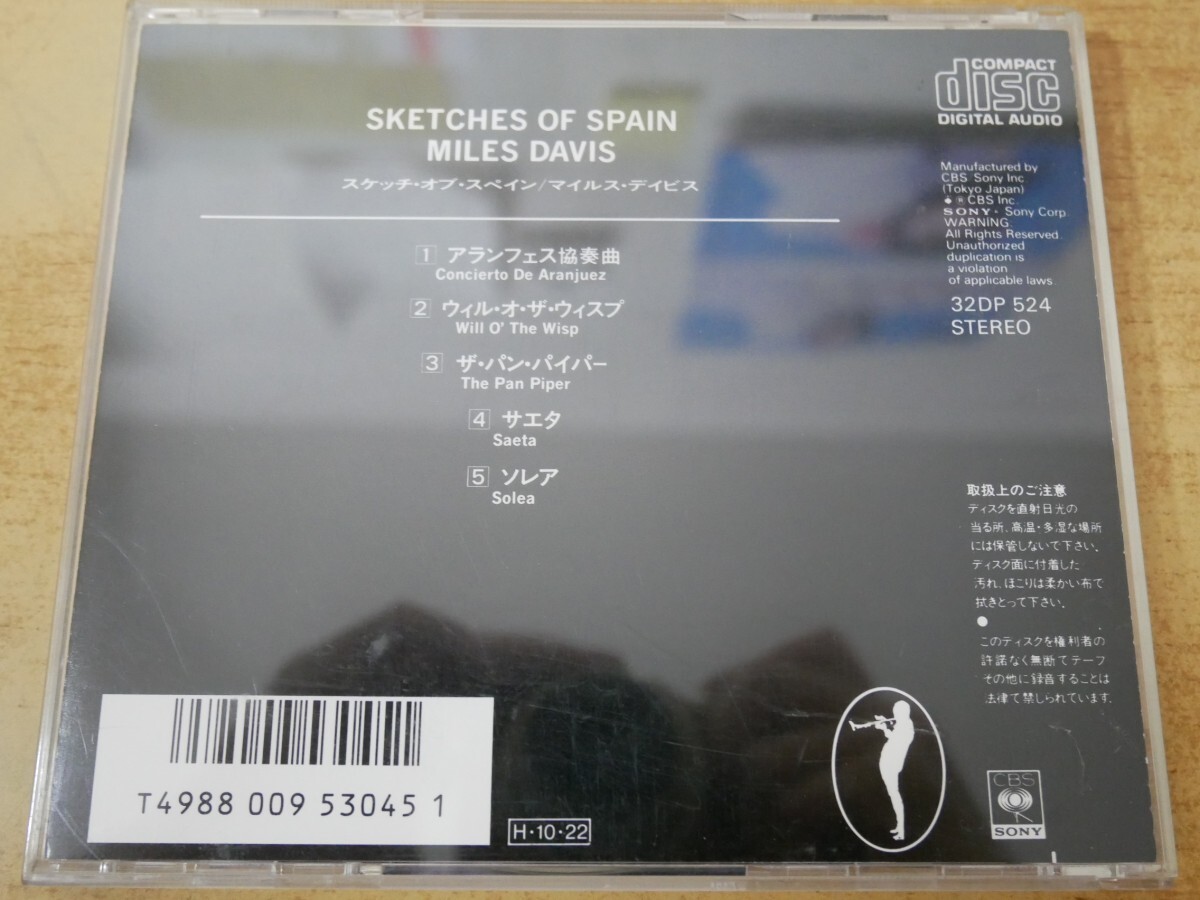 SKETCHES OF SPAIN
MILES DAVIS
スケッチ・オブ・スペイン/マイルス・デイビス
1 アランフェス協奏曲
Concierto De Aranjuez
2 ウィル・オ・ザ・ウィスプ
Will O' The Wisp
3 ザ・パン・パイパー
The Pan Piper
4 サエタ
Saeta
5 ソレア
Solea
COMPACT
disc
DIGITAL AUDIO
Manufactured by
CBS Sony Inc
(Tokyo Japan)
℗ CBS Inc.
SONY • Sony Corp.
WARNING.
All Rights Reserved.
Unauthorized
duplication is
a violation
of applicable laws
32DP 524
STEREO
取扱上のご注意
ディスクを直射日光の
当る所、高温・多湿な場所
には保管しないで下さい。
ディスク面に付着した
汚れ、ほこりは柔かい布で
拭きとって下さい。
●
このディスクを権利者の
許諾なく無断でテープ
その他に録音することは
法律で禁じられています。
T4988 009 53045 1
H・10・22
CBS
SONY